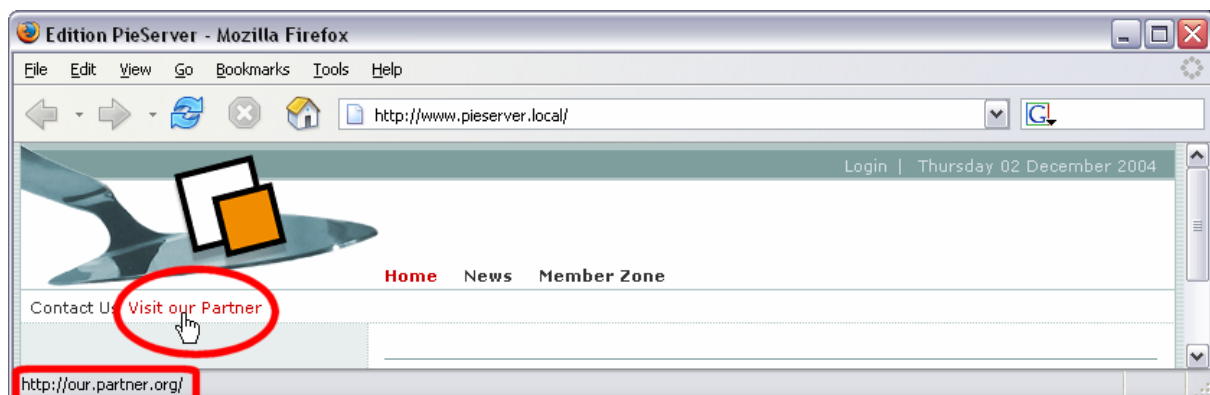 Edition PieServer - Mozilla Firefox
File Edit View Go Bookmarks Tools Help
http://www.pieserver.local/
G
Login | Thursday 02 December 2004
Home News Member Zone
Contact Us Visit our Partner
http://our.partner.org/